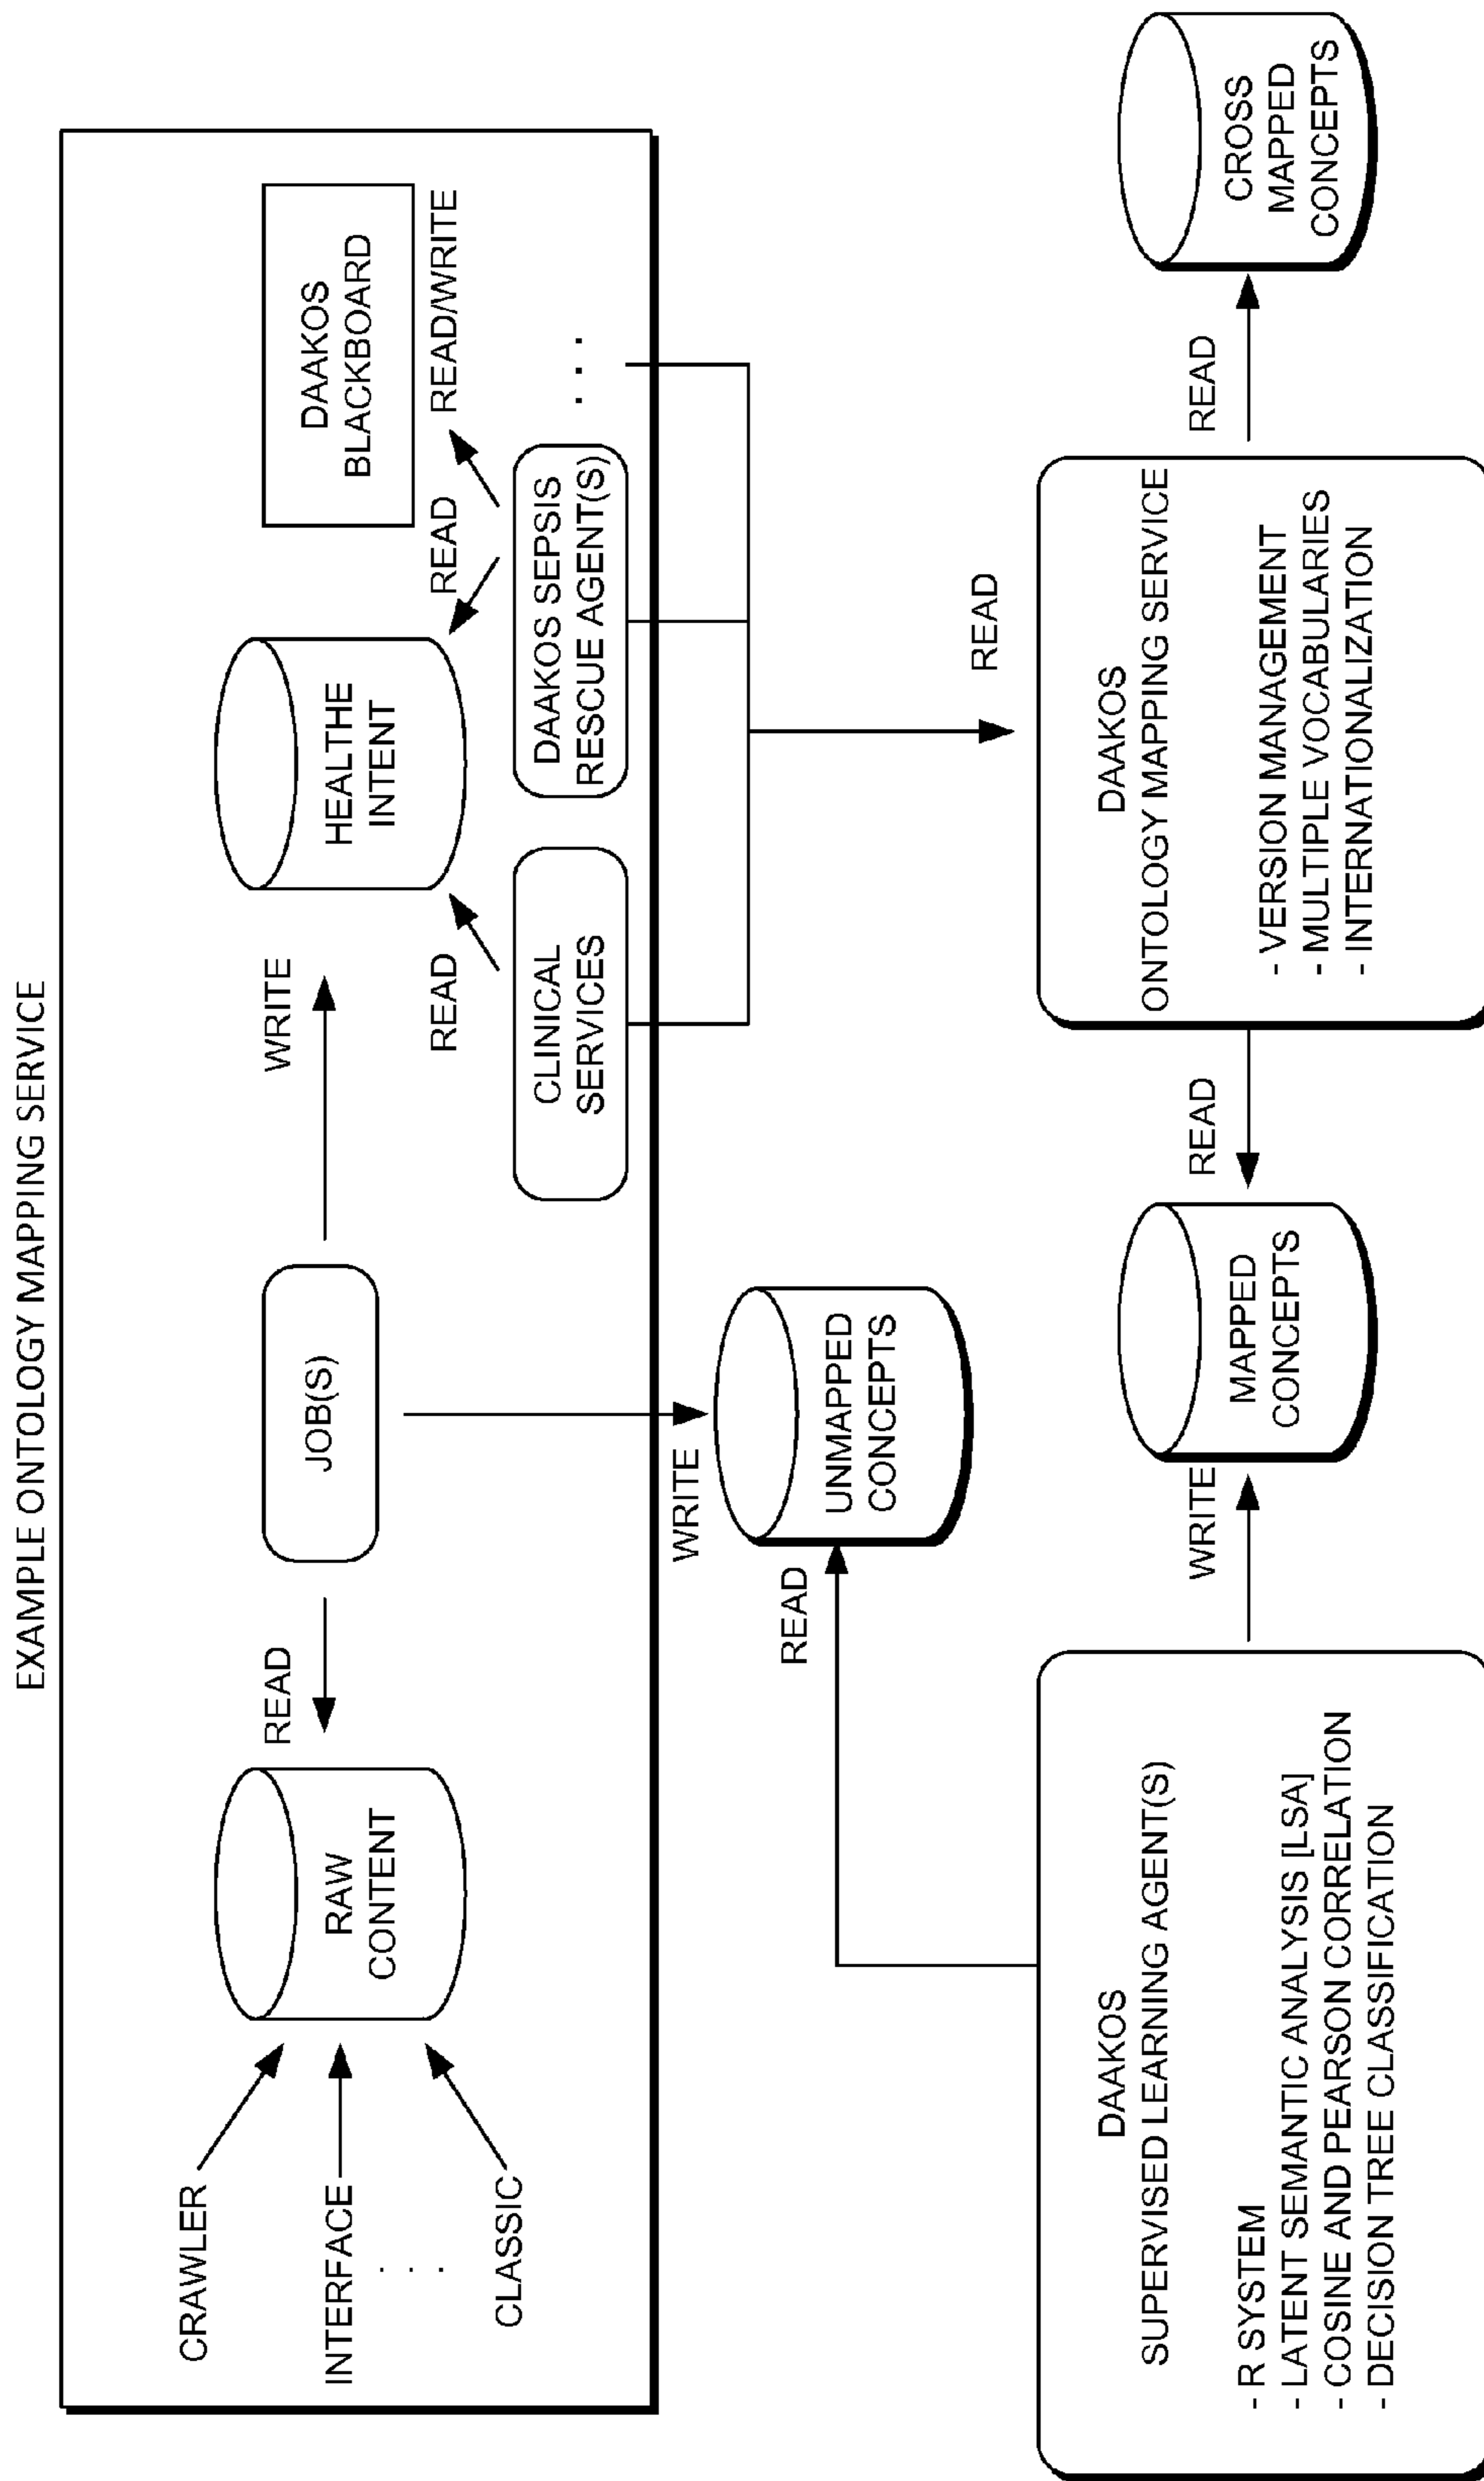 EXAMPLE ONTOLOGY MAPPING SERVICE
CRAWLER
INTERFACE
. . .
CLASSIC
RAW
CONTENT
READ
JOB(S)
WRITE
HEALTHE
INTENT
DAAKOS
BLACKBOARD
READ
READ
READ/WRITE
CLINICAL
SERVICES
DAAKOS SEPSIS
RESCUE AGENT(S)
. . .
WRITE
UNMAPPED
CONCEPTS
READ
READ
DAAKOS
SUPERVISED LEARNING AGENT(S)
- R SYSTEM
- LATENT SEMANTIC ANALYSIS [LSA]
- COSINE AND PEARSON CORRELATION
- DECISION TREE CLASSIFICATION
WRITE
MAPPED
CONCEPTS
READ
DAAKOS
ONTOLOGY MAPPING SERVICE
- VERSION MANAGEMENT
- MULTIPLE VOCABULARIES
- INTERNATIONALIZATION
READ
CROSS
MAPPED
CONCEPTS